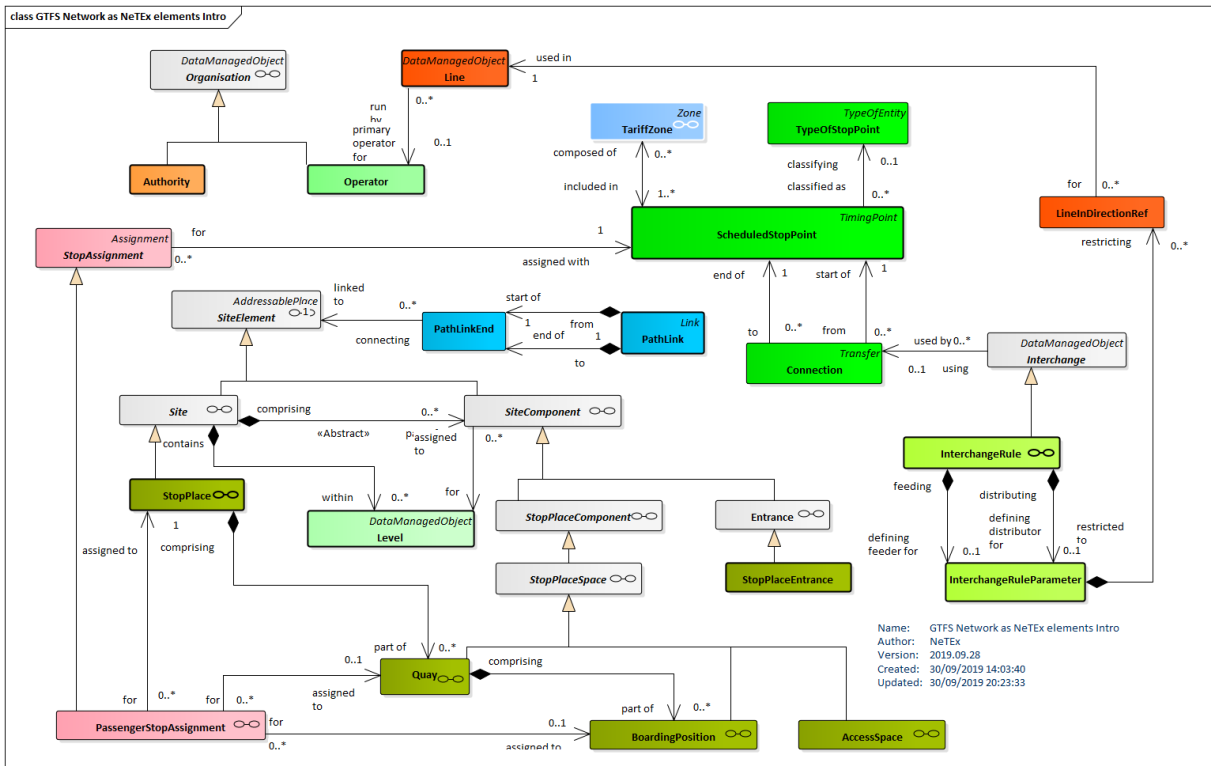 class GTFS Network as NeTEx elements Intro
DataManagedObject
Organisation
DataManagedObject
Line
used in
1
0..*
run
by
primary
operator
for
0..1
Authority
Operator
Zone
TariffZone
composed of
0..*
included in
1..*
TypeOfEntity
TypeOfStopPoint
classifying
0..1
classified as
0..*
for
0..*
LineInDirectionRef
restricting
0..*
Assignment
StopAssignment
for
0..*
1
assigned with
TimingPoint
ScheduledStopPoint
end of
1
start of
1
to
0..*
from
0..*
Transfer
Connection
used by
0..*
0..1
using
DataManagedObject
Interchange
AddressablePlace
SiteElement
1
linked
to
0..*
connecting
PathLinkEnd
start of
1
from
end of
1
to
Link
PathLink
Site
comprising
0..*
«Abstract»
assigned
to
SiteComponent
0..*
contains
StopPlace
within
0..*
for
DataManagedObject
Level
StopPlaceComponent
Entrance
StopPlaceSpace
StopPlaceEntrance
InterchangeRule
feeding
distributing
defining
feeder for
0..1
defining
distributor
for
0..1
restricted
to
InterchangeRuleParameter
1
assigned to
comprising
part of
0..*
0..1
Quay
comprising
assigned
to
for
0..*
for
PassengerStopAssignment
for
0..*
0..1
assigned to
part of
0..*
BoardingPosition
AccessSpace
Name: GTFS Network as NeTEx elements Intro
Author: NeTEx
Version: 2019.09.28
Created: 30/09/2019 14:03:40
Updated: 30/09/2019 20:23:33